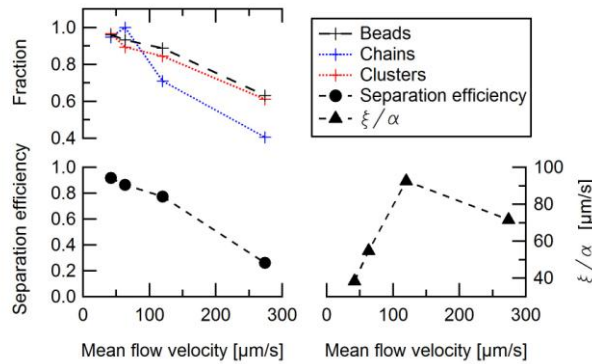 1.0
0.8
0.6
0.4
Fraction
Beads
Chains
Clusters
Separation efficiency
ξ/α
1.0
0.8
0.6
0.4
0.2
0.0
Separation efficiency
0 100 200 300
Mean flow velocity [μm/s]
100
80
60
40
ξ/α [μm/s]
0 100 200 300
Mean flow velocity [μm/s]